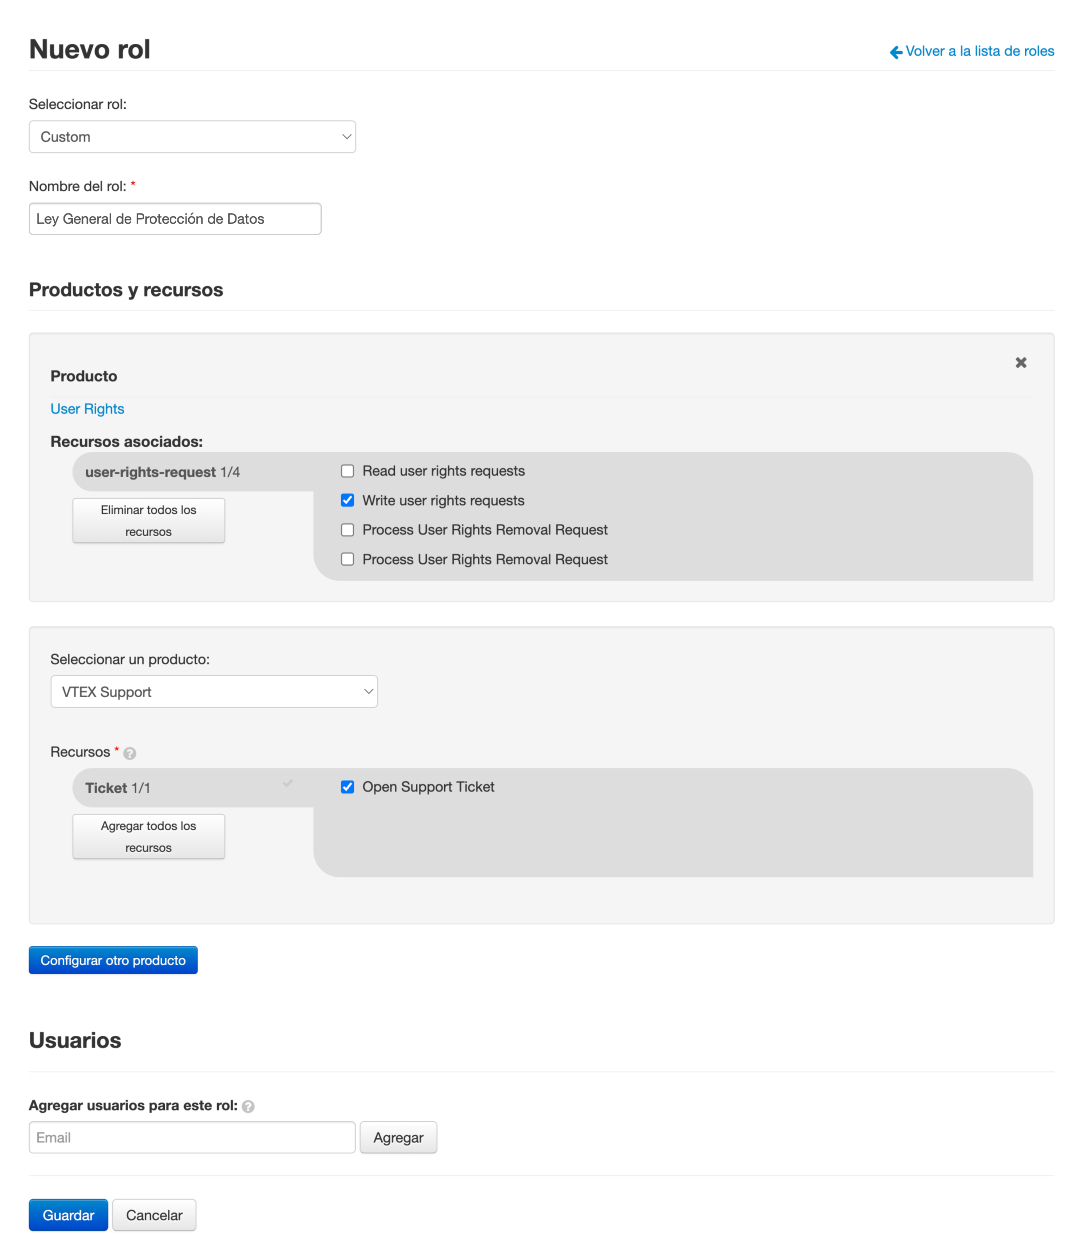 Nuevo rol
Volver a la lista de roles
Seleccionar rol:
Custom
Nombre del rol: *
Ley General de Protección de Datos
Productos y recursos
Producto
User Rights
Recursos asociados:
user-rights-request 1/4
Eliminar todos los
recursos
Read user rights requests
Write user rights requests
Process User Rights Removal Request
Process User Rights Removal Request
Seleccionar un producto:
VTEX Support
Recursos * ?
Ticket 1/1
Agregar todos los
recursos
Open Support Ticket
Configurar otro producto
Usuarios
Agregar usuarios para este rol: ?
Email
Agregar
Guardar
Cancelar